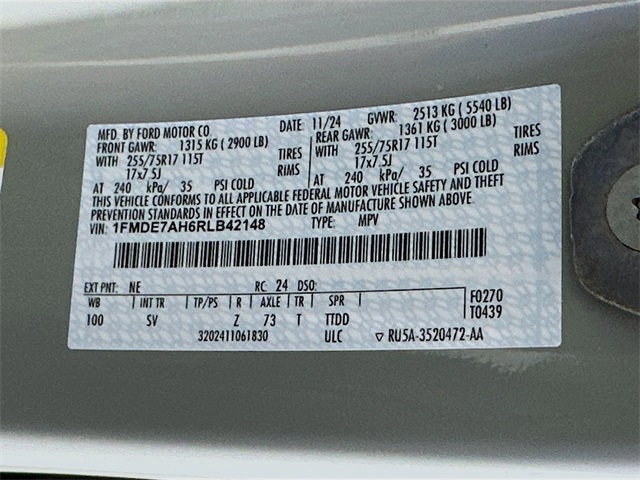 MFD. BY FORD MOTOR CO.
DATE: 11/24 GVWR: 2513 KG ( 5540 LB)
FRONT GAWR: 1315 KG ( 2900 LB)
REAR GAWR: 1361 KG ( 3000 LB)
WITH 255/75R17 115T TIRES
WITH 255/75R17 115T TIRES
17x7.5J RIMS
17x7.5J RIMS
AT 240 kPa/ 35 PSI COLD
AT 240 kPa/ 35 PSI COLD
THIS VEHICLE CONFORMS TO ALL APPLICABLE FEDERAL MOTOR VEHICLE SAFETY AND THEFT
PREVENTION STANDARDS IN EFFECT ON THE DATE OF MANUFACTURE SHOWN ABOVE.
VIN: 1FMDE7AH6RLB42148 TYPE: MPV
EXT PNT: NE RC: 24 DSO:
WB INT TR TP/PS R AXLE TR SPR F0270
100 SV Z 73 T TTDD T0439
3202411061830 ULC ▽ RU5A-3520472-AA